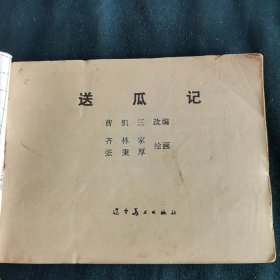 送瓜记
曹积三 改编
齐林家
张秉厚 绘画
辽宁美术出版社